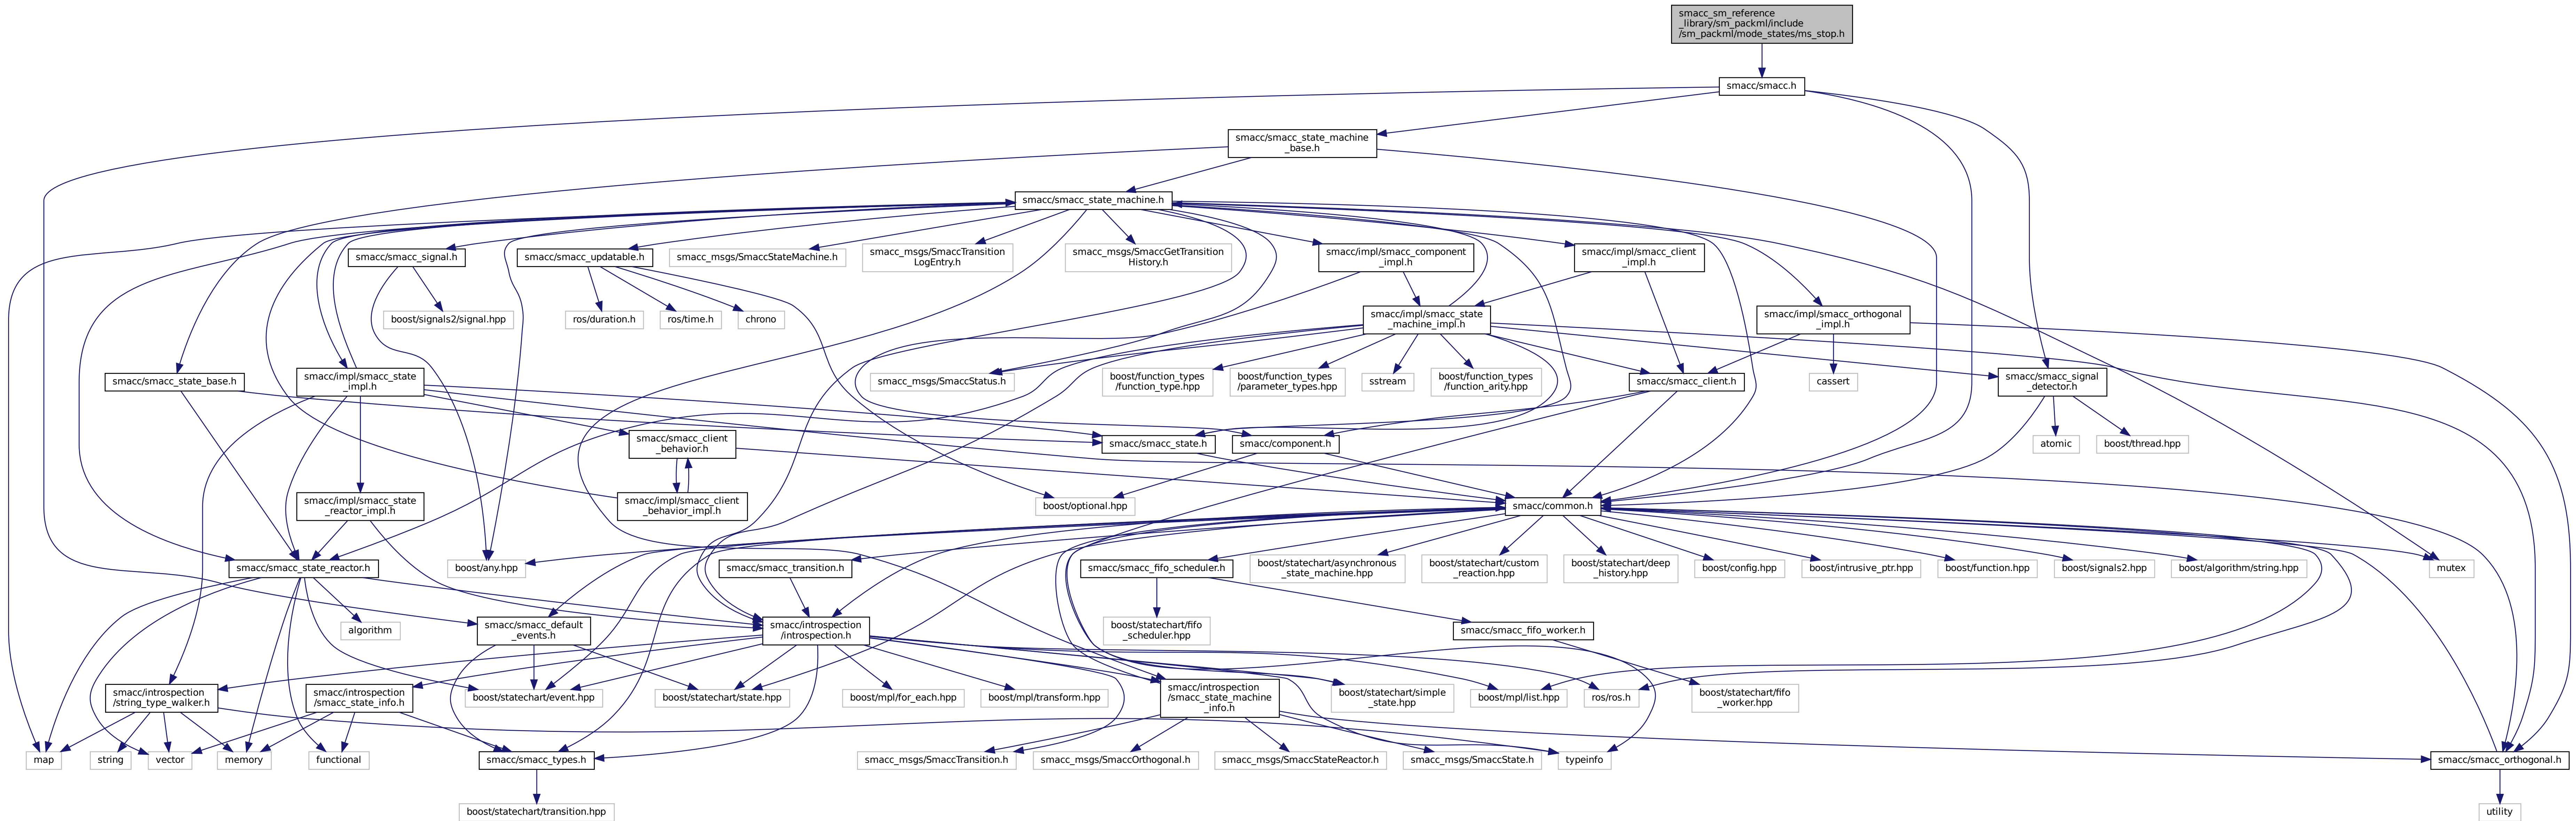 smacc_sm_reference
_library/sm_packml/include
/sm_packml/mode_states/ms_stop.h
smacc/smacc.h
smacc/smacc_state_machine
_base.h
smacc/smacc_state_machine.h
smacc/smacc_signal.h
smacc/smacc_updatable.h
smacc_msgs/SmaccStateMachine.h
smacc_msgs/SmaccTransition
LogEntry.h
smacc_msgs/SmaccGetTransition
History.h
smacc/impl/smacc_component
_impl.h
smacc/impl/smacc_client
_impl.h
boost/signals2/signal.hpp
ros/duration.h
ros/time.h
chrono
smacc/impl/smacc_state
_machine_impl.h
smacc/impl/smacc_orthogonal
_impl.h
smacc/smacc_state_base.h
smacc/impl/smacc_state
_impl.h
smacc_msgs/SmaccStatus.h
boost/function_types
/function_type.hpp
boost/function_types
/parameter_types.hpp
sstream
boost/function_types
/function_arity.hpp
smacc/smacc_client.h
cassert
smacc/smacc_signal
_detector.h
smacc/smacc_client
_behavior.h
smacc/smacc_state.h
smacc/component.h
atomic
boost/thread.hpp
smacc/impl/smacc_state
_reactor_impl.h
smacc/impl/smacc_client
_behavior_impl.h
boost/optional.hpp
smacc/common.h
smacc/smacc_state_reactor.h
boost/any.hpp
smacc/smacc_transition.h
smacc/smacc_fifo_scheduler.h
boost/statechart/asynchronous
_state_machine.hpp
boost/statechart/custom
_reaction.hpp
boost/statechart/deep
_history.hpp
boost/config.hpp
boost/intrusive_ptr.hpp
boost/function.hpp
boost/signals2.hpp
boost/algorithm/string.hpp
mutex
algorithm
smacc/smacc_default
_events.h
smacc/introspection
/introspection.h
boost/statechart/fifo
_scheduler.hpp
smacc/smacc_fifo_worker.h
smacc/introspection
/string_type_walker.h
smacc/introspection
/smacc_state_info.h
boost/statechart/event.hpp
boost/statechart/state.hpp
boost/mpl/for_each.hpp
boost/mpl/transform.hpp
smacc/introspection
/smacc_state_machine
_info.h
boost/statechart/simple
_state.hpp
boost/mpl/list.hpp
ros/ros.h
boost/statechart/fifo
_worker.hpp
map
string
vector
memory
functional
smacc/smacc_types.h
smacc_msgs/SmaccTransition.h
smacc_msgs/SmaccOrthogonal.h
smacc_msgs/SmaccStateReactor.h
smacc_msgs/SmaccState.h
typeinfo
smacc/smacc_orthogonal.h
boost/statechart/transition.hpp
utility